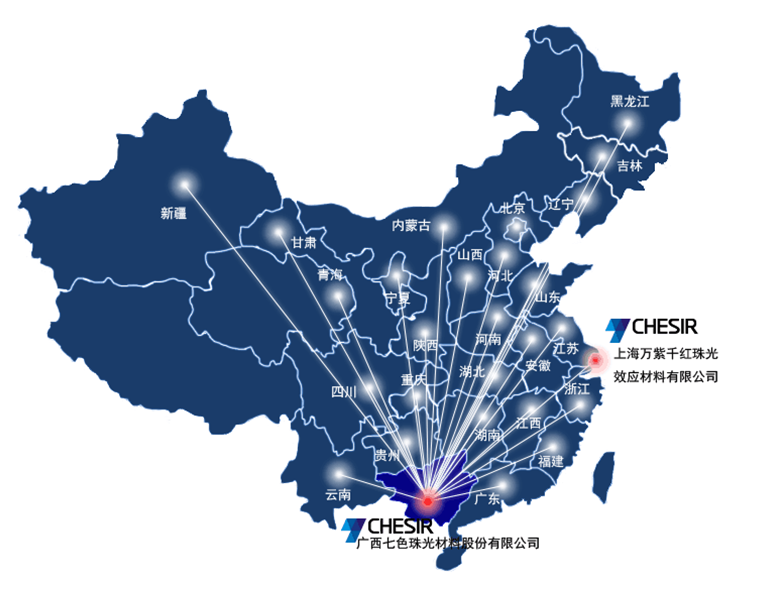 黑龙江
吉林
辽宁
北京
新疆
内蒙古
甘肃
山西
河北
青海
宁夏
山东
CHESIR
上海万紫千红珠光
效应材料有限公司
河南
陕西
江苏
安徽
湖北
重庆
四川
浙江
江西
湖南
贵州
福建
云南
广东
CHESIR
广西七色珠光材料股份有限公司